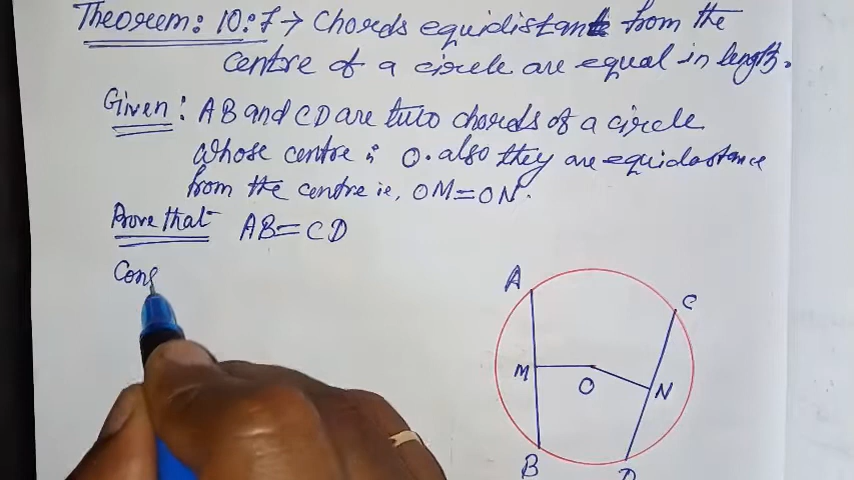 Theorem: 10:7→ Chords equidistant from the
centre of a circle are equal in length.
Given: AB and CD are two chords of a circle
whose centre is O. also they are equidastance
from the centre ie, OM=ON.
Prove that AB=CD
Cons
A
C
M
O
N
B
D